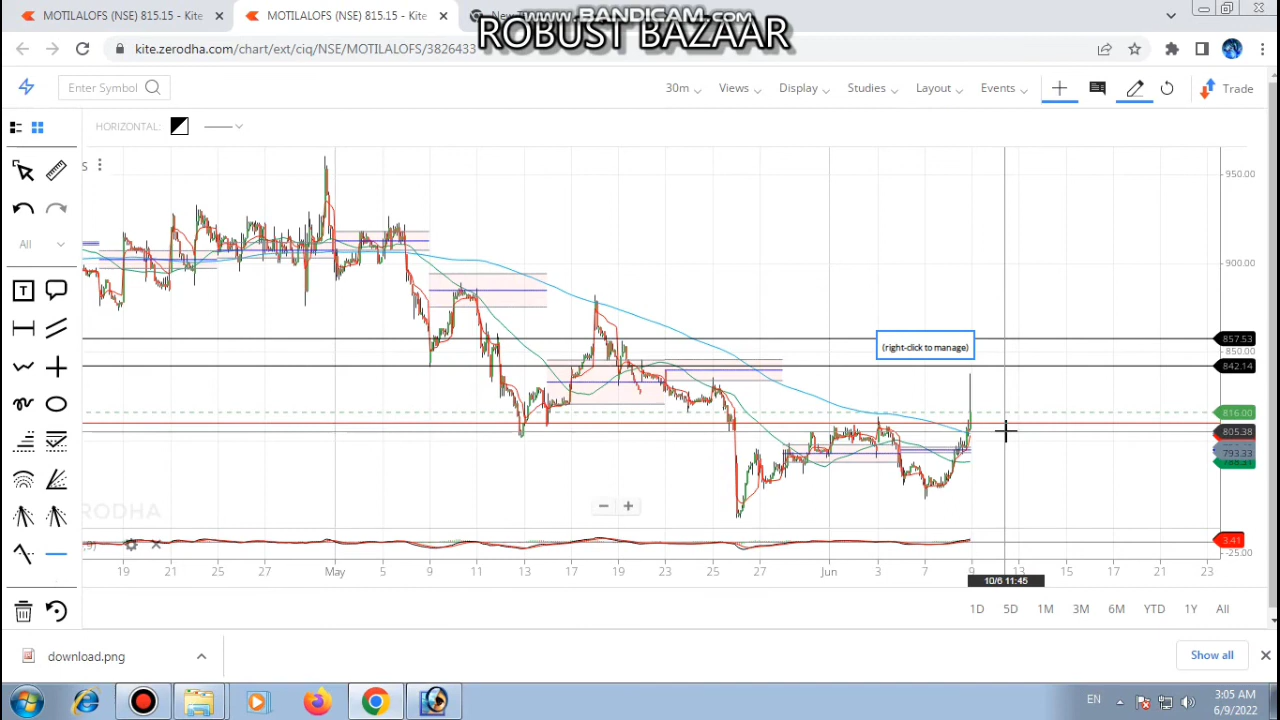 MOTILALOFS (NSE) 815.15 - Kite
MOTILALOFS (NSE) 815.15 - Kite
www.BANDICAM.com
ROBUST BAZAAR
kite.zerodha.com/chart/ext/ciq/NSE/MOTILALOFS/3826433
Enter Symbol
30m Views Display Studies Layout Events Trade
HORIZONTAL:
S
All
950.00
900.00
(right-click to manage)
857.53
850.00
842.14
816.00
805.38
793.33
RODHA
3.41
-25.00
19 21 25 27 May 5 9 11 13 17 19 23 25 27 Jun 3 7 9 13 15 17 21 23
10/6 11:45
1D 5D 1M 3M 6M YTD 1Y All
download.png
Show all
EN
3:05 AM
6/9/2022